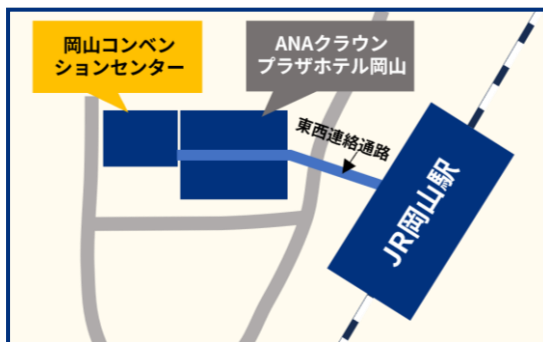 岡山コンベン
ションセンター
ANAクラウン
プラザホテル岡山
東西連絡通路
JR岡山駅